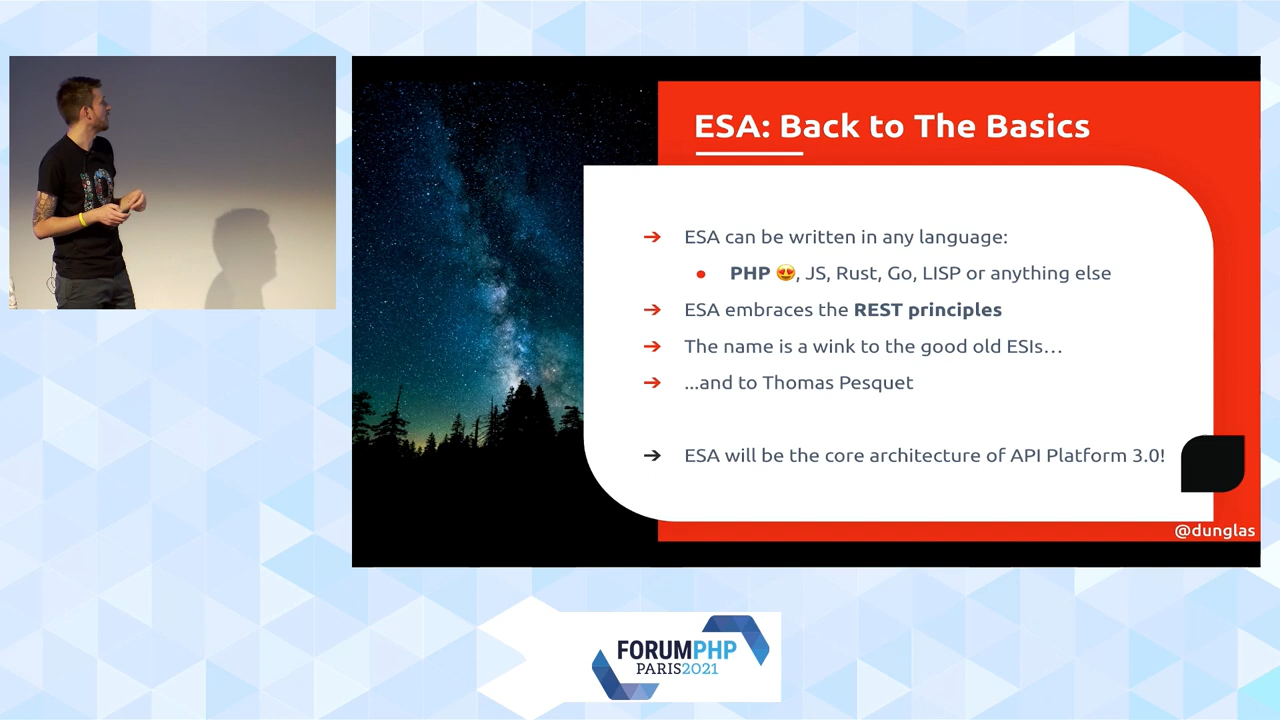 ESA: Back to The Basics
➔ ESA can be written in any language:
● PHP 😍, JS, Rust, Go, LISP or anything else
➔ ESA embraces the REST principles
➔ The name is a wink to the good old ESIs…
➔ ...and to Thomas Pesquet
➔ ESA will be the core architecture of API Platform 3.0!
@dunglas
10
FORUMPHP
PARIS2021